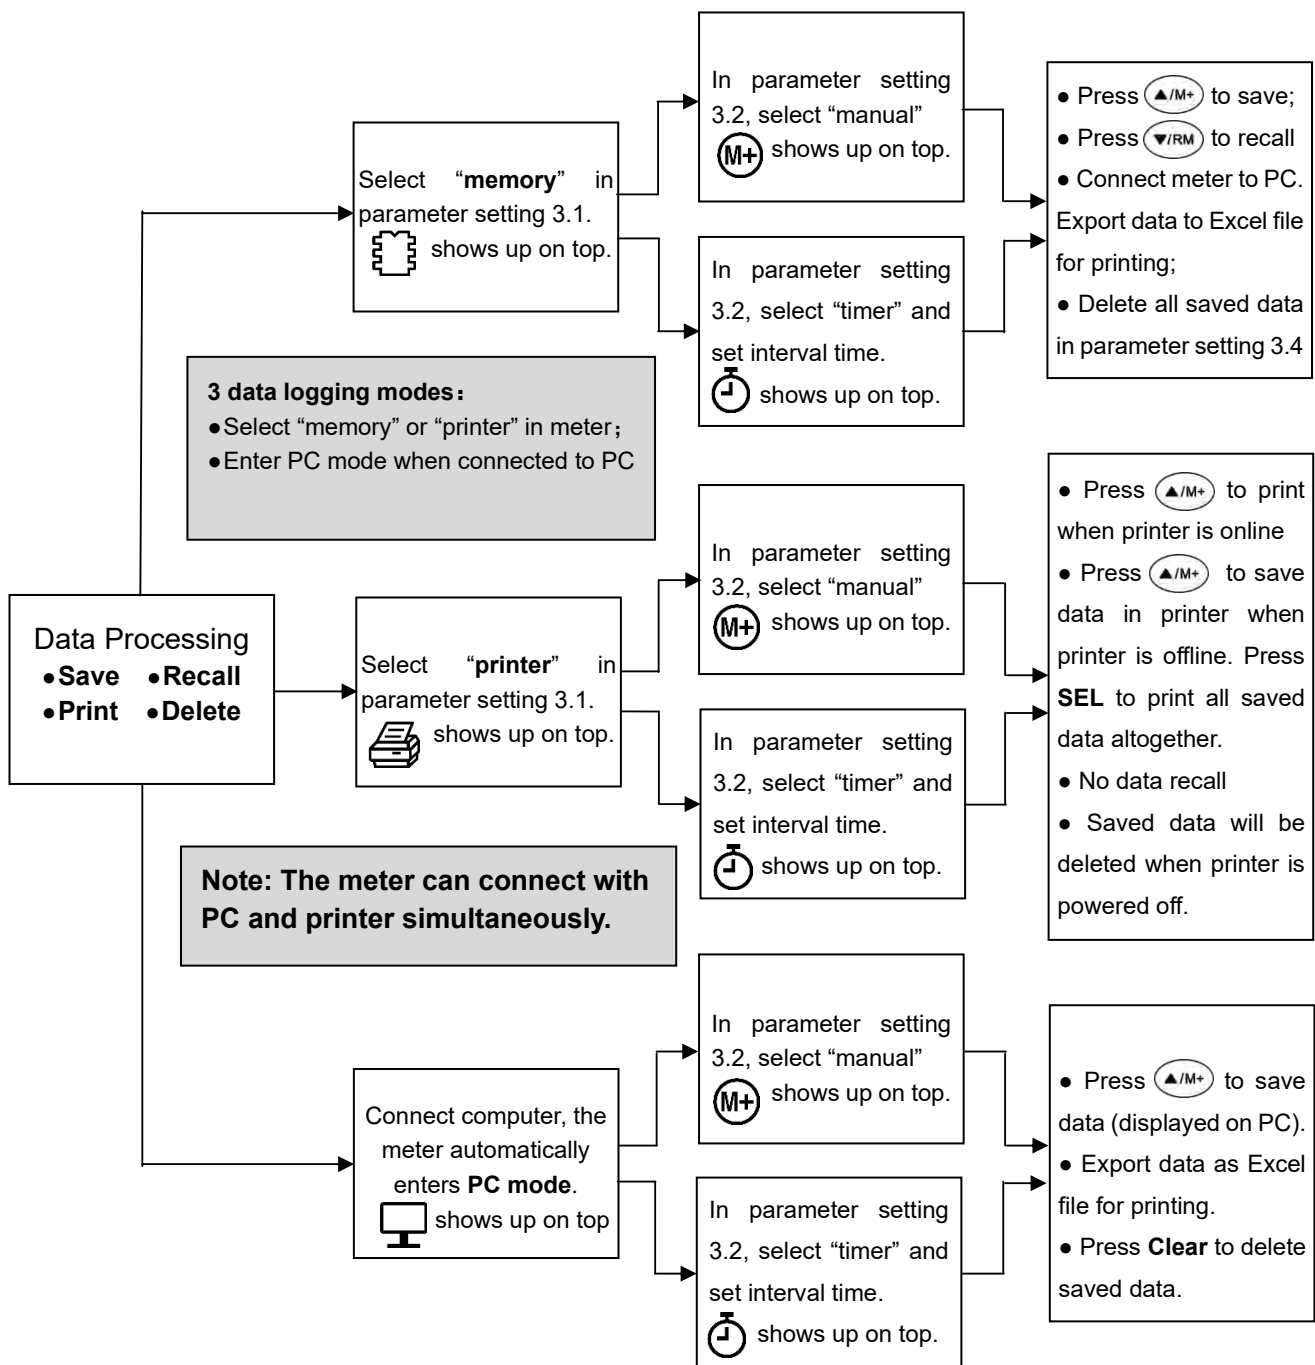 In parameter setting
3.2, select “manual”
M+ shows up on top.
● Press ▲/M+ to save;
● Press ▼/RM to recall
● Connect meter to PC.
Export data to Excel file
for printing;
● Delete all saved data
in parameter setting 3.4
Select “memory” in
parameter setting 3.1.
shows up on top.
In parameter setting
3.2, select “timer” and
set interval time.
shows up on top.
3 data logging modes：
●Select “memory” or “printer” in meter；
●Enter PC mode when connected to PC
In parameter setting
3.2, select “manual”
M+ shows up on top.
● Press ▲/M+ to print
when printer is online
● Press ▲/M+ to save
data in printer when
printer is offline. Press
SEL to print all saved
data altogether.
● No data recall
● Saved data will be
deleted when printer is
powered off.
Data Processing
●Save ●Recall
●Print ●Delete
Select “printer” in
parameter setting 3.1.
shows up on top.
In parameter setting
3.2, select “timer” and
set interval time.
shows up on top.
Note: The meter can connect with
PC and printer simultaneously.
In parameter setting
3.2, select “manual”
M+ shows up on top.
Connect computer, the
meter automatically
enters PC mode.
shows up on top
● Press ▲/M+ to save
data (displayed on PC).
● Export data as Excel
file for printing.
● Press Clear to delete
saved data.
In parameter setting
3.2, select “timer” and
set interval time.
shows up on top.